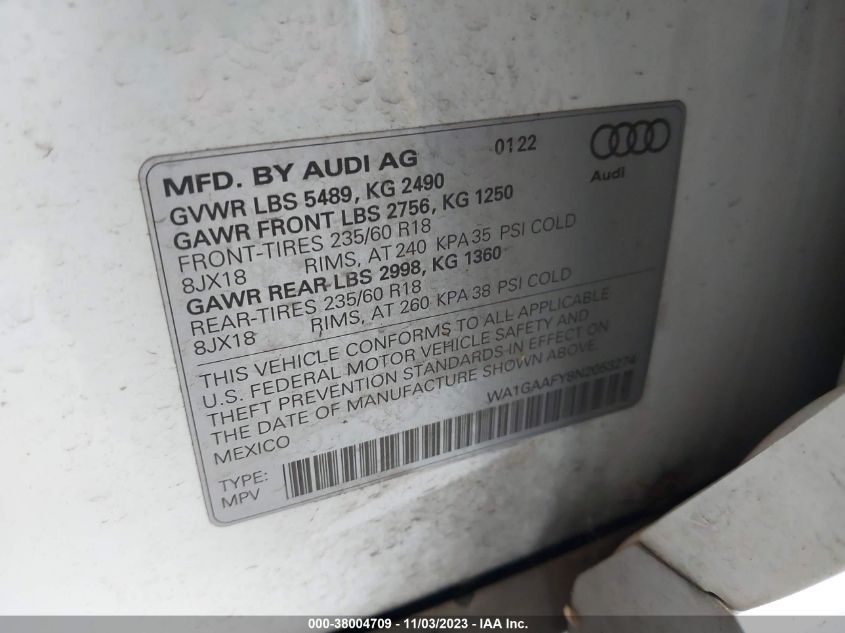 MFD. BY AUDI AG
0122
Audi
GVWR LBS 5489, KG 2490
GAWR FRONT LBS 2756, KG 1250
FRONT-TIRES 235/60 R18
8JX18 RIMS, AT 240 KPA 35 PSI COLD
GAWR REAR LBS 2998, KG 1360
REAR-TIRES 235/60 R18
8JX18 RIMS, AT 260 KPA 38 PSI COLD
THIS VEHICLE CONFORMS TO ALL APPLICABLE
U.S. FEDERAL MOTOR VEHICLE SAFETY AND
THEFT PREVENTION STANDARDS IN EFFECT ON
THE DATE OF MANUFACTURE SHOWN ABOVE.
MEXICO
WA1GAAFY8N2053274
TYPE:
MPV
000-38004709 - 11/03/2023 - IAA Inc.